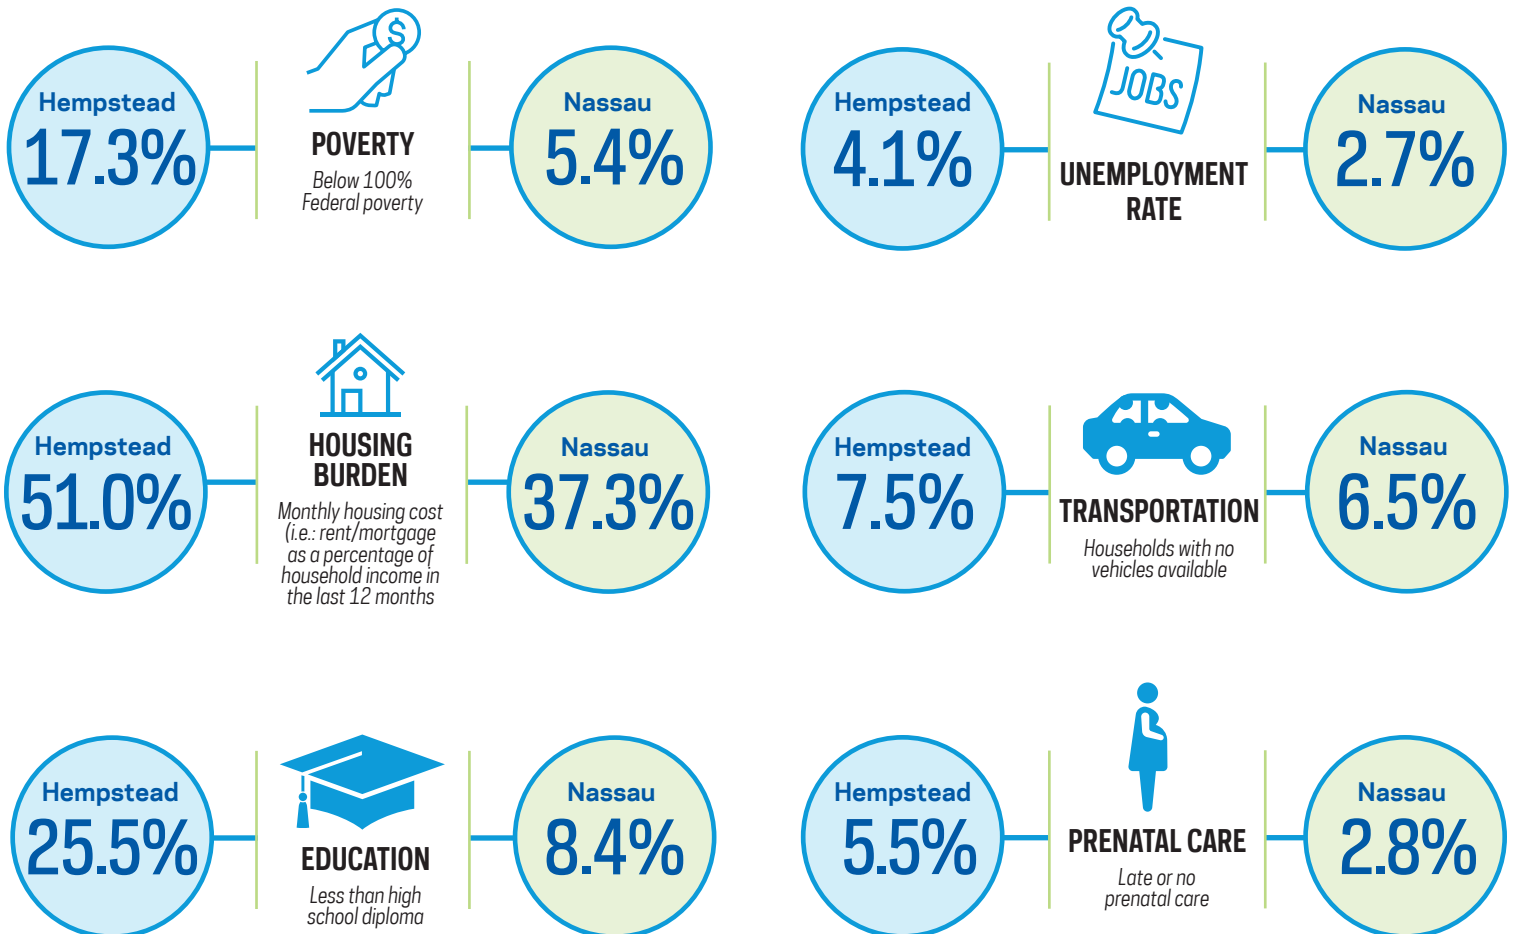 Hempstead
17.3%
$
POVERTY
Below 100%
Federal poverty
Nassau
5.4%
Hempstead
4.1%
JOBS
UNEMPLOYMENT
RATE
Nassau
2.7%
Hempstead
51.0%
HOUSING
BURDEN
Monthly housing cost
(i.e.: rent/mortgage
as a percentage of
household income in
the last 12 months
Nassau
37.3%
Hempstead
7.5%
TRANSPORTATION
Households with no
vehicles available
Nassau
6.5%
Hempstead
25.5%
EDUCATION
Less than high
school diploma
Nassau
8.4%
Hempstead
5.5%
PRENATAL CARE
Late or no
prenatal care
Nassau
2.8%